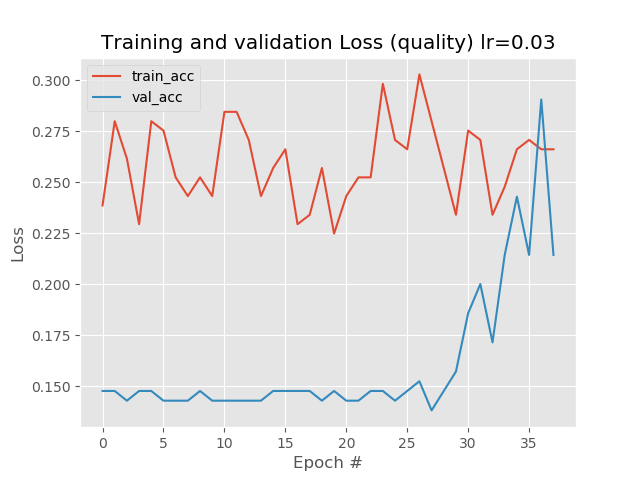 Training and validation Loss (quality) lr=0.03
train_acc
val_acc
0.300
0.275
0.250
0.225
0.200
0.175
0.150
Loss
0 5 10 15 20 25 30 35
Epoch #